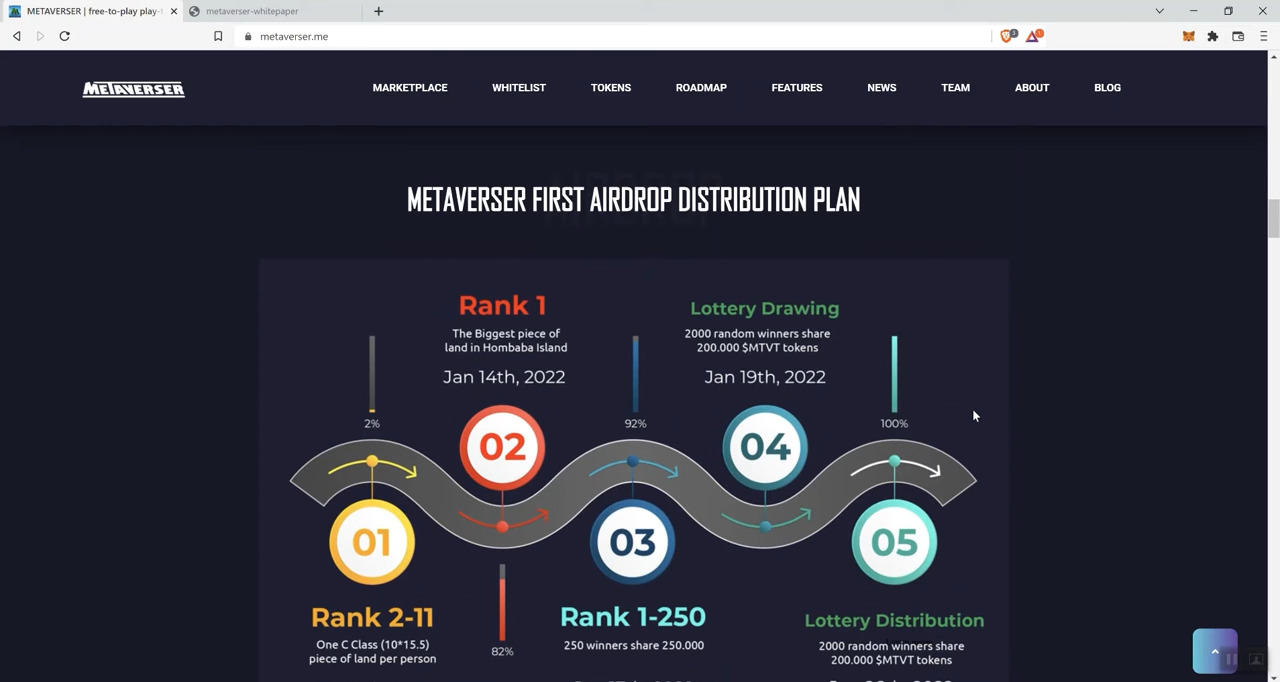 METAVERSER | free-to-play play-
metaverser-whitepaper
metaverser.me
METAVERSER
MARKETPLACE
WHITELIST
TOKENS
ROADMAP
FEATURES
NEWS
TEAM
ABOUT
BLOG
METAVERSER FIRST AIRDROP DISTRIBUTION PLAN
Rank 1
The Biggest piece of
land in Hombaba Island
Jan 14th, 2022
Lottery Drawing
2000 random winners share
200.000 $MTVT tokens
Jan 19th, 2022
2%
92%
100%
02
04
01
03
05
Rank 2-11
One C Class (10*15.5)
piece of land per person
82%
Rank 1-250
250 winners share 250.000
Lottery Distribution
2000 random winners share
200.000 $MTVT tokens